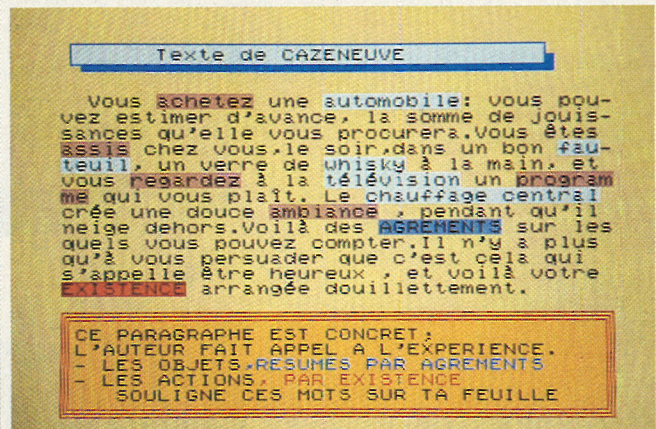 Texte de CAZENEUVE
Vous achetez une automobile: vous pou-
vez estimer d'avance, la somme de jouis-
sances qu'elle vous procurera.Vous êtes
assis chez vous,le soir,dans un bon fau-
teuil, un verre de whisky à la main, et
vous regardez à la télévision un program
me qui vous plaît. Le chauffage central
crée une douce ambiance , pendant qu'il
neige dehors.Voilà des AGREMENTS sur les
quels vous pouvez compter.Il n'y a plus
qu'à vous persuader que c'est cela qui
s'appelle être heureux , et voilà votre
EXISTENCE arrangée douillettement.
CE PARAGRAPHE EST CONCRET:
L'AUTEUR FAIT APPEL A L'EXPERIENCE.
- LES OBJETS,RESUMES PAR AGREMENTS
- LES ACTIONS, PAR EXISTENCE
SOULIGNE CES MOTS SUR TA FEUILLE